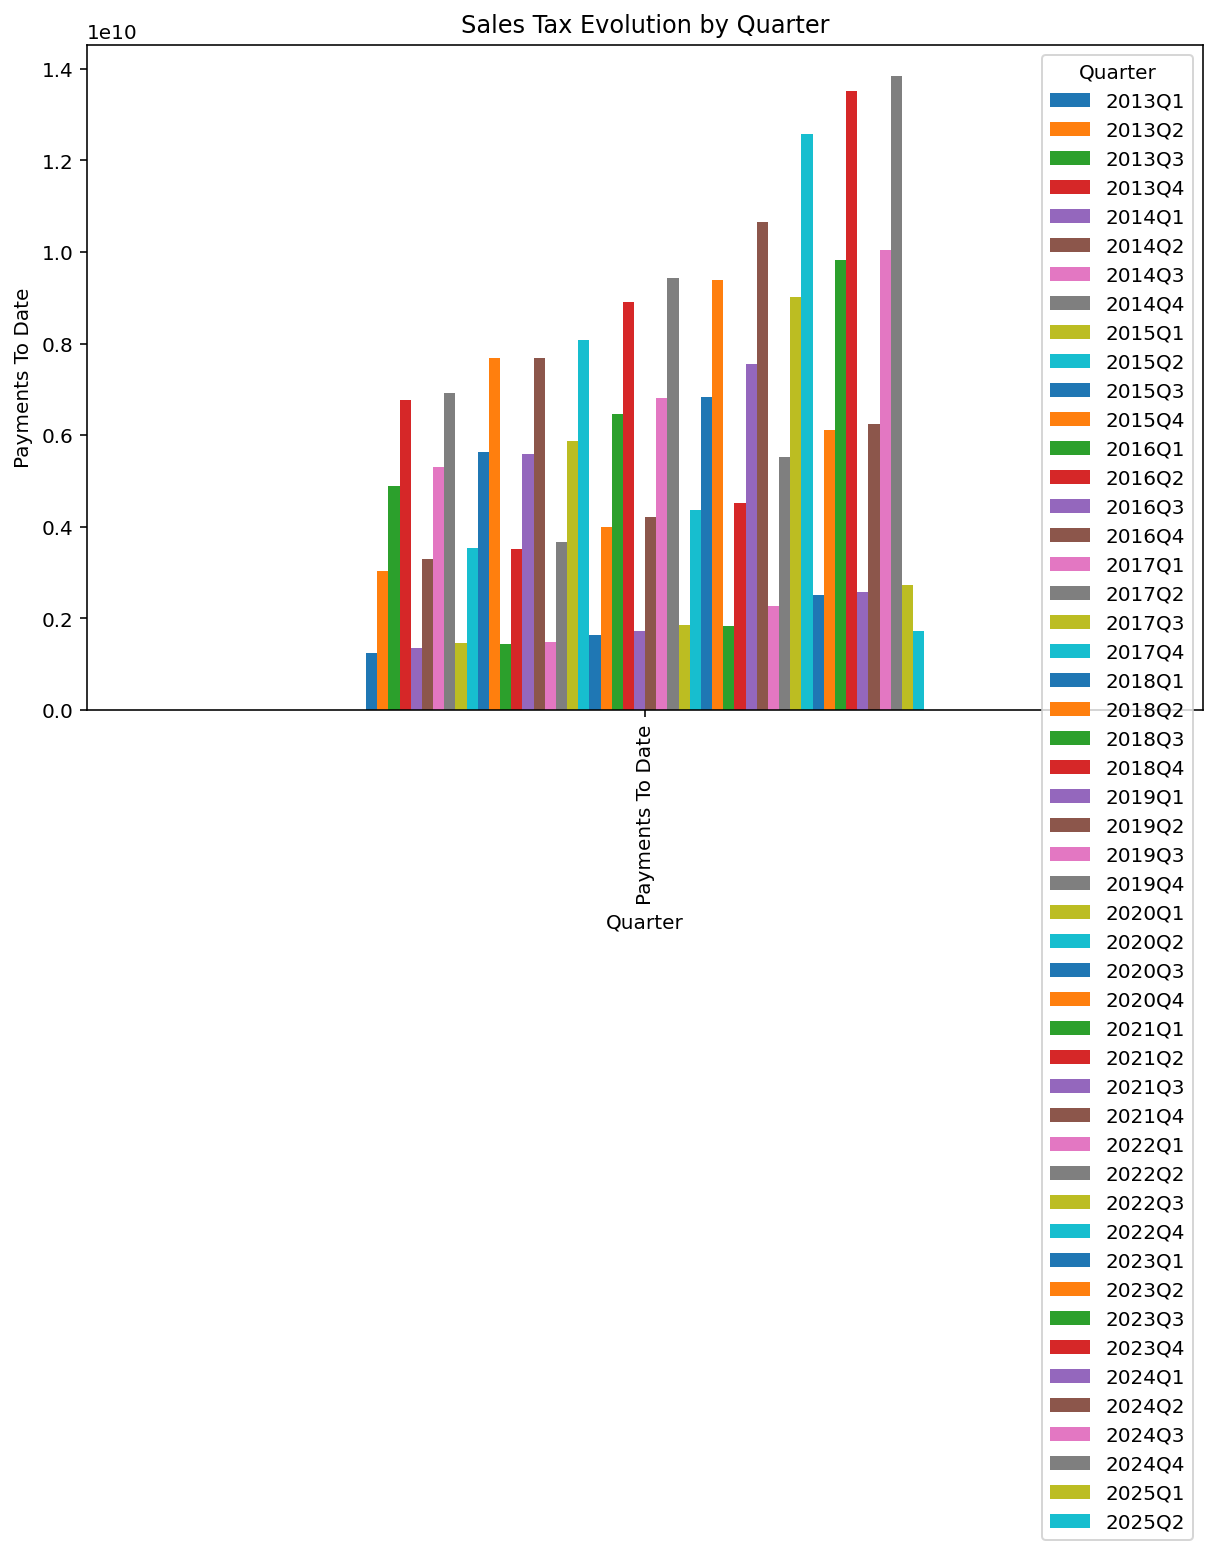 Sales Tax Evolution by Quarter
1e10
1.4
1.2
1.0
0.8
0.6
0.4
0.2
0.0
Payments To Date
Payments To Date
Quarter
Quarter
2013Q1
2013Q2
2013Q3
2013Q4
2014Q1
2014Q2
2014Q3
2014Q4
2015Q1
2015Q2
2015Q3
2015Q4
2016Q1
2016Q2
2016Q3
2016Q4
2017Q1
2017Q2
2017Q3
2017Q4
2018Q1
2018Q2
2018Q3
2018Q4
2019Q1
2019Q2
2019Q3
2019Q4
2020Q1
2020Q2
2020Q3
2020Q4
2021Q1
2021Q2
2021Q3
2021Q4
2022Q1
2022Q2
2022Q3
2022Q4
2023Q1
2023Q2
2023Q3
2023Q4
2024Q1
2024Q2
2024Q3
2024Q4
2025Q1
2025Q2